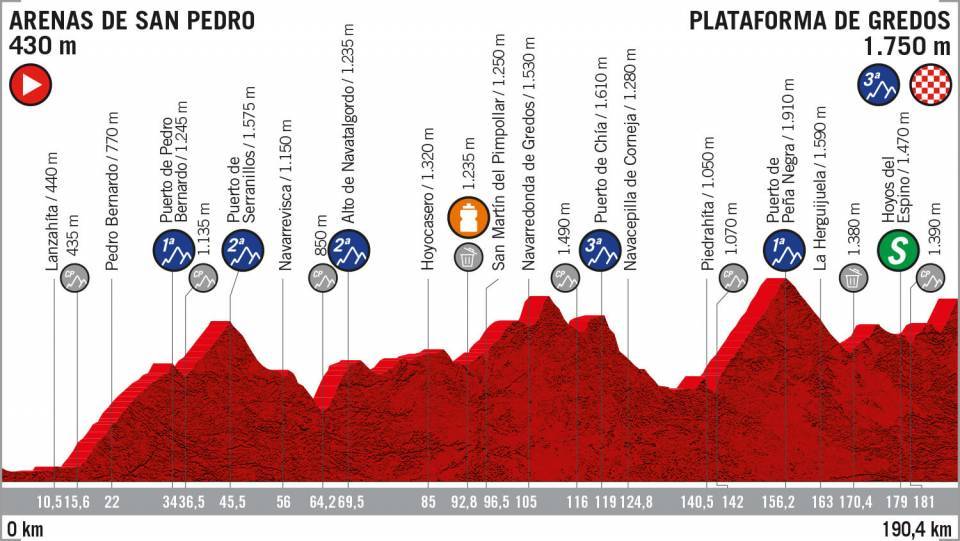 ARENAS DE SAN PEDRO
430 m
PLATAFORMA DE GREDOS
1.750 m
3ª
Lanzahíta / 440 m
CP
435 m
Pedro Bernardo / 770 m
Puerto de Pedro
Bernardo / 1.245 m
1ª
CP
1.135 m
Puerto de
Serranillos / 1.575 m
2ª
Navarrevisca / 1.150 m
CP
850 m
Alto de Navatalgordo / 1.235 m
2ª
Hoyocasero / 1.320 m
1.235 m
San Martín del Pimpollar / 1.250 m
Navarredonda de Gredos / 1.530 m
CP
1.490 m
Puerto de Chía / 1.610 m
3ª
Navacepilla de Corneja / 1.280 m
Piedrahíta / 1.050 m
CP
1.070 m
Puerto de
Peña Negra / 1.910 m
1ª
La Herguijuela / 1.590 m
1.380 m
Hoyos del
Espino / 1.470 m
S
CP
1.390 m
10,5 15,6 22 34 36,5 45,5 56 64,2 69,5 85 92,8 96,5 105 116 119 124,8 140,5 142 156,2 163 170,4 179 181
0 km
190,4 km